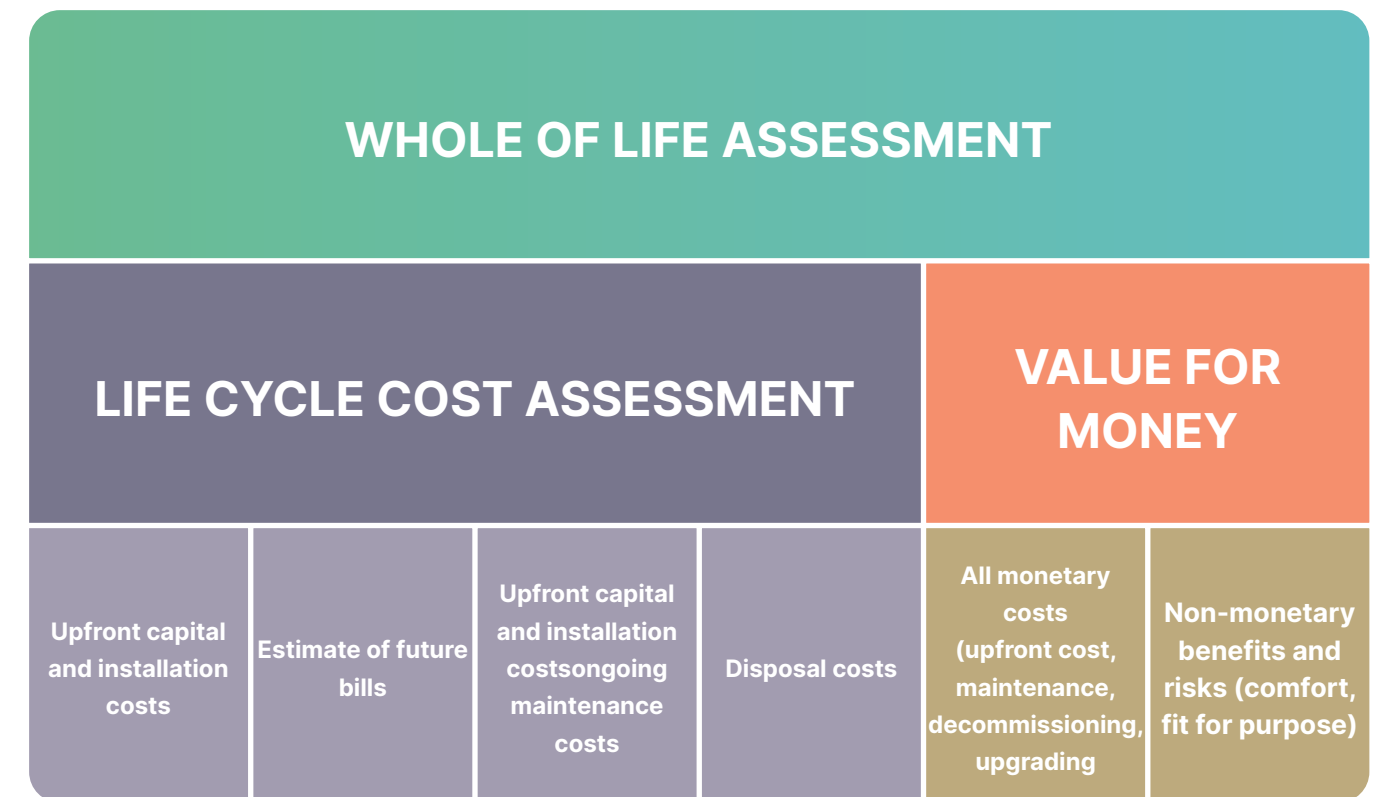 WHOLE OF LIFE ASSESSMENT
LIFE CYCLE COST ASSESSMENT
VALUE FOR
MONEY
Upfront capital
and installation
costs
Estimate of future
bills
Upfront capital
and installation
costsongoing
maintenance
costs
Disposal costs
All monetary
costs
(upfront cost,
maintenance,
decommissioning,
upgrading
Non-monetary
benefits and
risks (comfort,
fit for purpose)